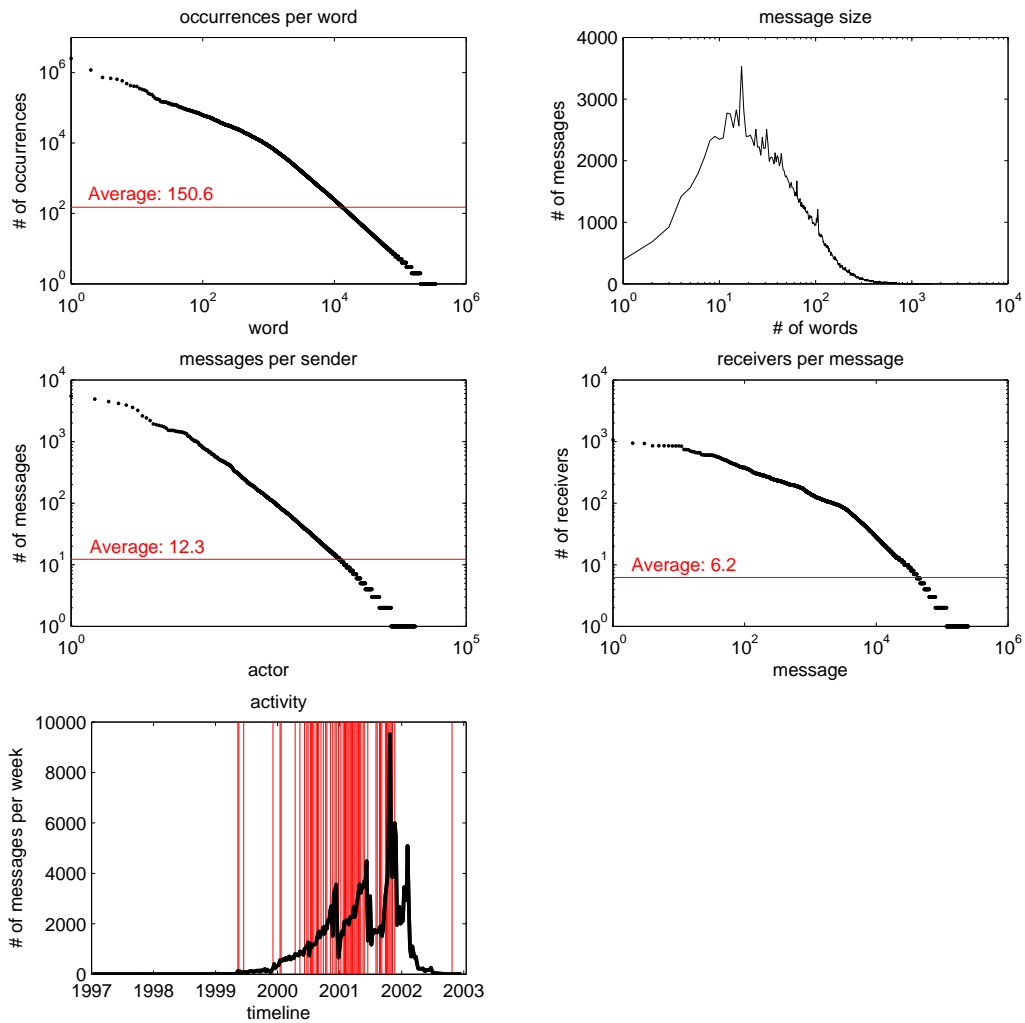 occurrences per word
10^6
10^4
10^2
10^0
# of occurrences
Average: 150.6
10^0 10^2 10^4 10^6
word
message size
4000
3000
2000
1000
0
# of messages
10^0 10^1 10^2 10^3 10^4
# of words
messages per sender
10^4
10^3
10^2
10^1
10^0
# of messages
Average: 12.3
10^0 10^5
actor
receivers per message
10^4
10^3
10^2
10^1
10^0
# of receivers
Average: 6.2
10^0 10^2 10^4 10^6
message
activity
10000
8000
6000
4000
2000
0
# of messages per week
1997 1998 1999 2000 2001 2002 2003
timeline